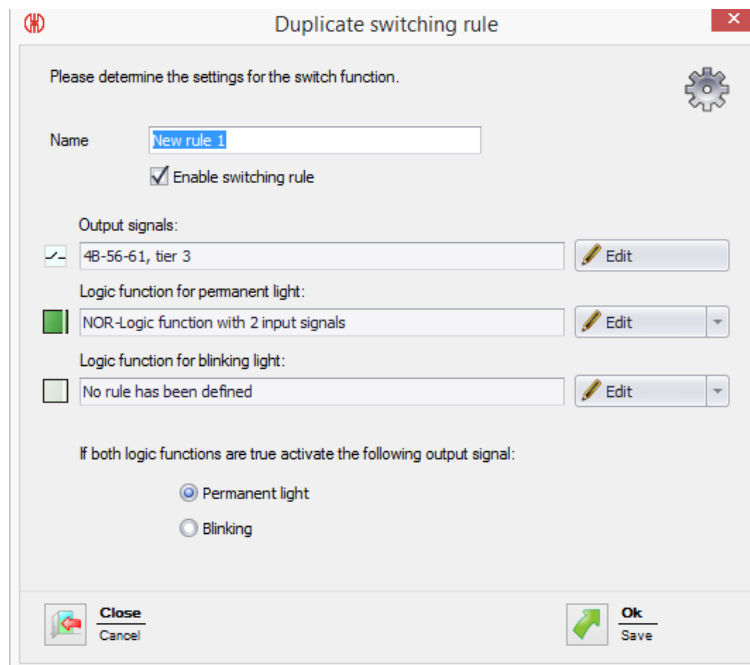 Duplicate switching rule
Please determine the settings for the switch function.
Name New rule 1
Enable switching rule
Output signals:
4B-56-61, tier 3 Edit
Logic function for permanent light:
NOR-Logic function with 2 input signals Edit
Logic function for blinking light:
No rule has been defined Edit
If both logic functions are true activate the following output signal:
Permanent light
Blinking
Close Ok
Cancel Save